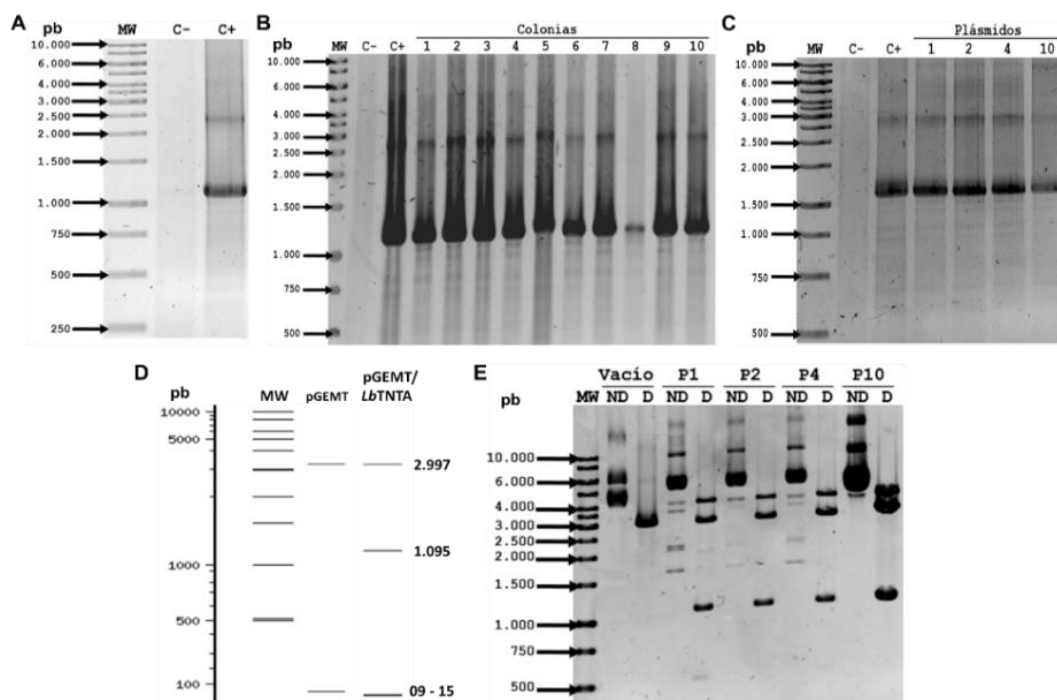 A
pb
MW C- C+
10.000
6.000
4.000
3.000
2.500
2.000
1.500
1.000
750
500
250
B
Colonias
pb
MW C- C+ 1 2 3 4 5 6 7 8 9 10
10.000
6.000
4.000
3.000
2.500
2.000
1.500
1.000
750
500
C
Plásmidos
pb
MW C- C+ 1 2 4 10
10.000
6.000
4.000
3.000
2.500
2.000
1.500
1.000
750
500
D
pb
MW pGEMT pGEMT/
LbTNTA
10000
5000
1000
500
100
2.997
1.095
09 - 15
E
Vacío P1 P2 P4 P10
pb
MW ND D ND D ND D ND D ND D
10.000
6.000
4.000
3.000
2.500
2.000
1.500
1.000
750
500